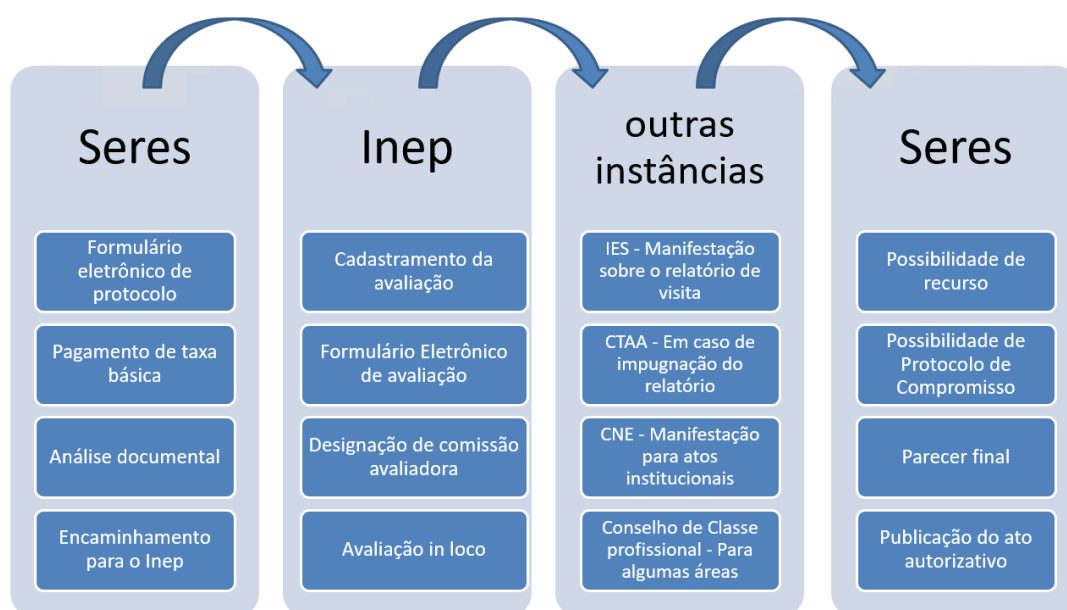 Seres
Formulário
eletrônico de
protocolo
Pagamento de taxa
básica
Análise documental
Encaminhamento
para o Inep
Inep
Cadastramento da
avaliação
Formulário Eletrônico
de avaliação
Designação de comissão
avaliadora
Avaliação in loco
outras
instâncias
IES - Manifestação
sobre o relatório de
visita
CTAA - Em caso de
impugnação do
relatório
CNE - Manifestação
para atos
institucionais
Conselho de Classe
profissional - Para
algumas áreas
Seres
Possibilidade de
recurso
Possibilidade de
Protocolo de
Compromisso
Parecer final
Publicação do ato
autorizativo